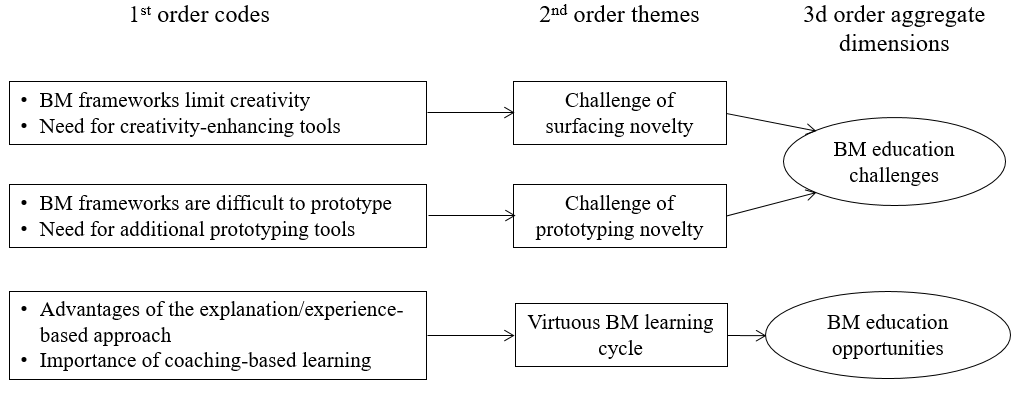 1st order codes
2nd order themes
3d order aggregate
dimensions
• BM frameworks limit creativity
• Need for creativity-enhancing tools
Challenge of
surfacing novelty
BM education
challenges
• BM frameworks are difficult to prototype
• Need for additional prototyping tools
Challenge of
prototyping novelty
• Advantages of the explanation/experience-
based approach
• Importance of coaching-based learning
Virtuous BM learning
cycle
BM education
opportunities